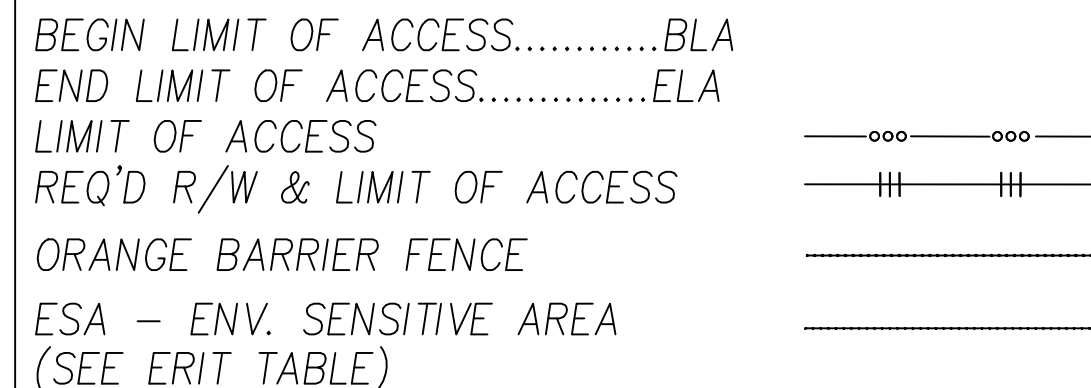 BEGIN LIMIT OF ACCESS............BLA
END LIMIT OF ACCESS..............ELA
LIMIT OF ACCESS
REQ'D R/W & LIMIT OF ACCESS
ORANGE BARRIER FENCE
ESA – ENV. SENSITIVE AREA
(SEE ERIT TABLE)